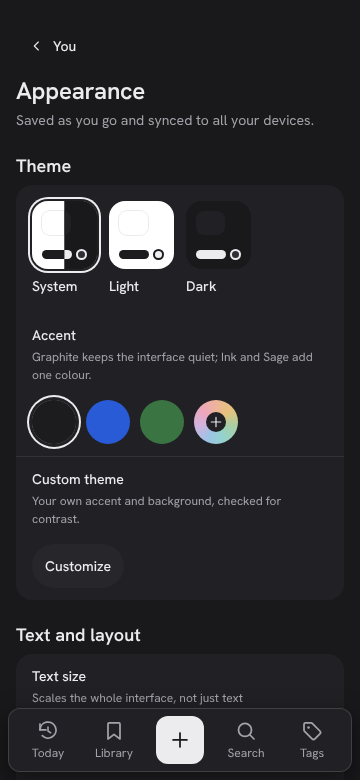 You
Appearance
Saved as you go and synced to all your devices.
Theme
System
Light
Dark
Accent
Graphite keeps the interface quiet; Ink and Sage add
one colour.
Custom theme
Your own accent and background, checked for
contrast.
Customize
Text and layout
Text size
Scales the whole interface, not just text
Today
Library
Search
Tags